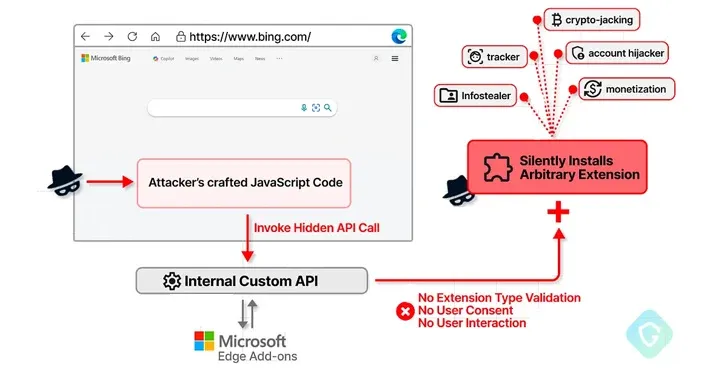 https://www.bing.com/
Microsoft Bing
Copilot Images Videos Maps News ...
Attacker's crafted JavaScript Code
Invoke Hidden API Call
Internal Custom API
Microsoft
Edge Add-ons
No Extension Type Validation
No User Consent
No User Interaction
crypto-jacking
tracker
account hijacker
Infostealer
monetization
Silently Installs
Arbitrary Extension
G